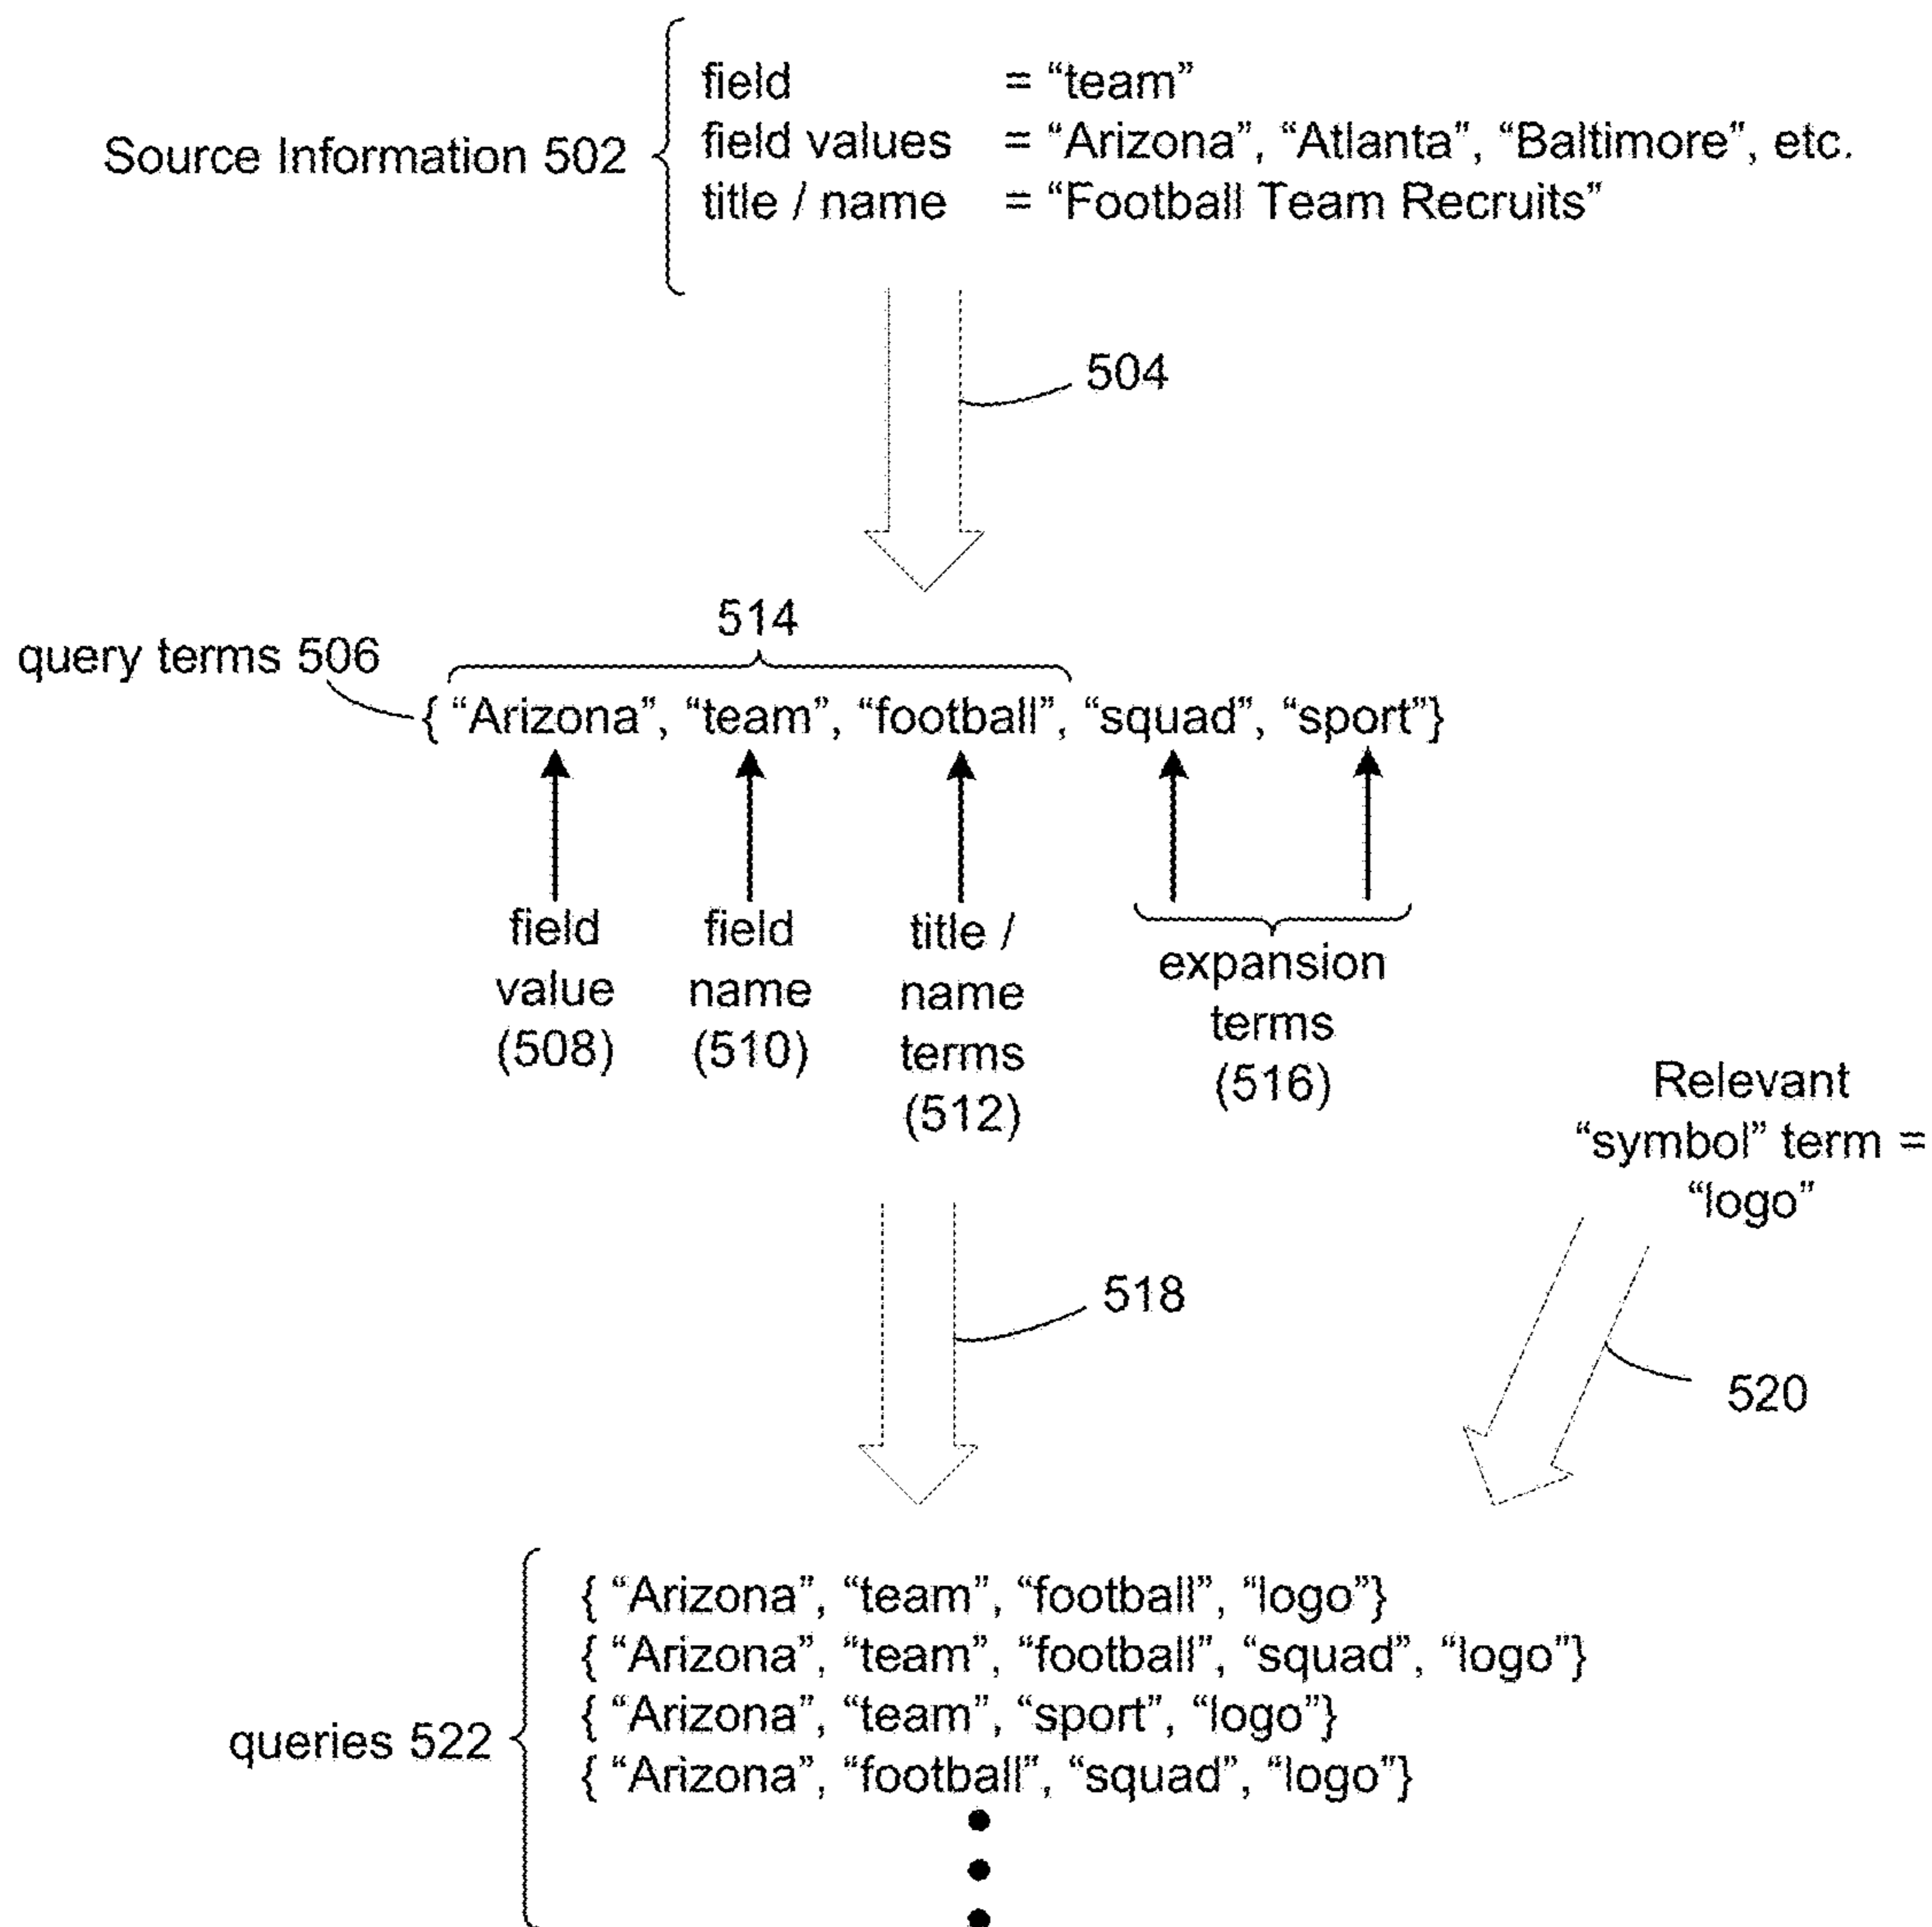 Source Information 502
field = “team”
field values = “Arizona”, “Atlanta”, “Baltimore”, etc.
title / name = “Football Team Recruits”
504
514
query terms 506
{ “Arizona”, “team”, “football”, “squad”, “sport”}
field
value
(508)
field
name
(510)
title /
name
terms
(512)
expansion
terms
(516)
Relevant
“symbol” term =
“logo”
518
520
queries 522
{ “Arizona”, “team”, “football”, “logo”}
{ “Arizona”, “team”, “football”, “squad”, “logo”}
{ “Arizona”, “team”, “sport”, “logo”}
{ “Arizona”, “football”, “squad”, “logo”}